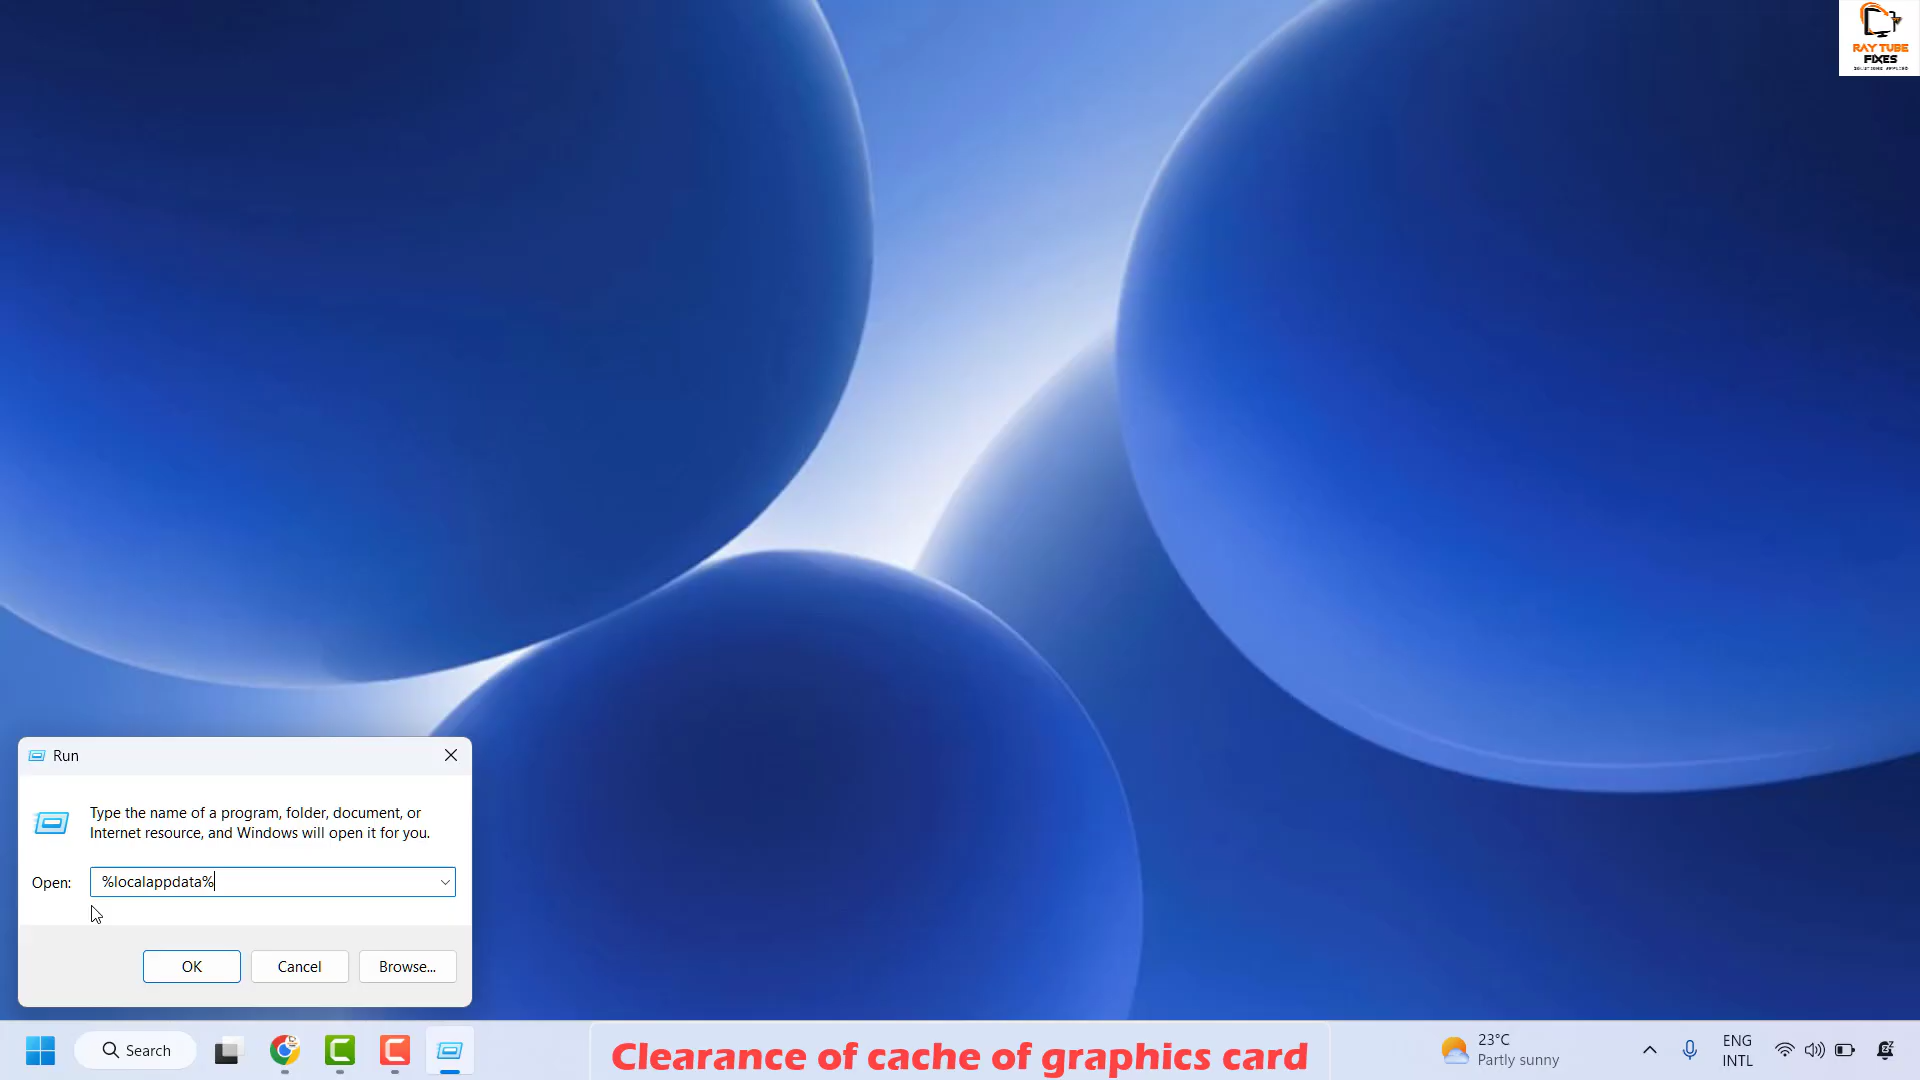 RAY TUBE
FIXES
SOLUTIONS APPLIED
Run
Type the name of a program, folder, document, or
Internet resource, and Windows will open it for you.
Open:
%localappdata%
OK
Cancel
Browse...
Search
Clearance of cache of graphics card
23°C
Partly sunny
ENG
INTL